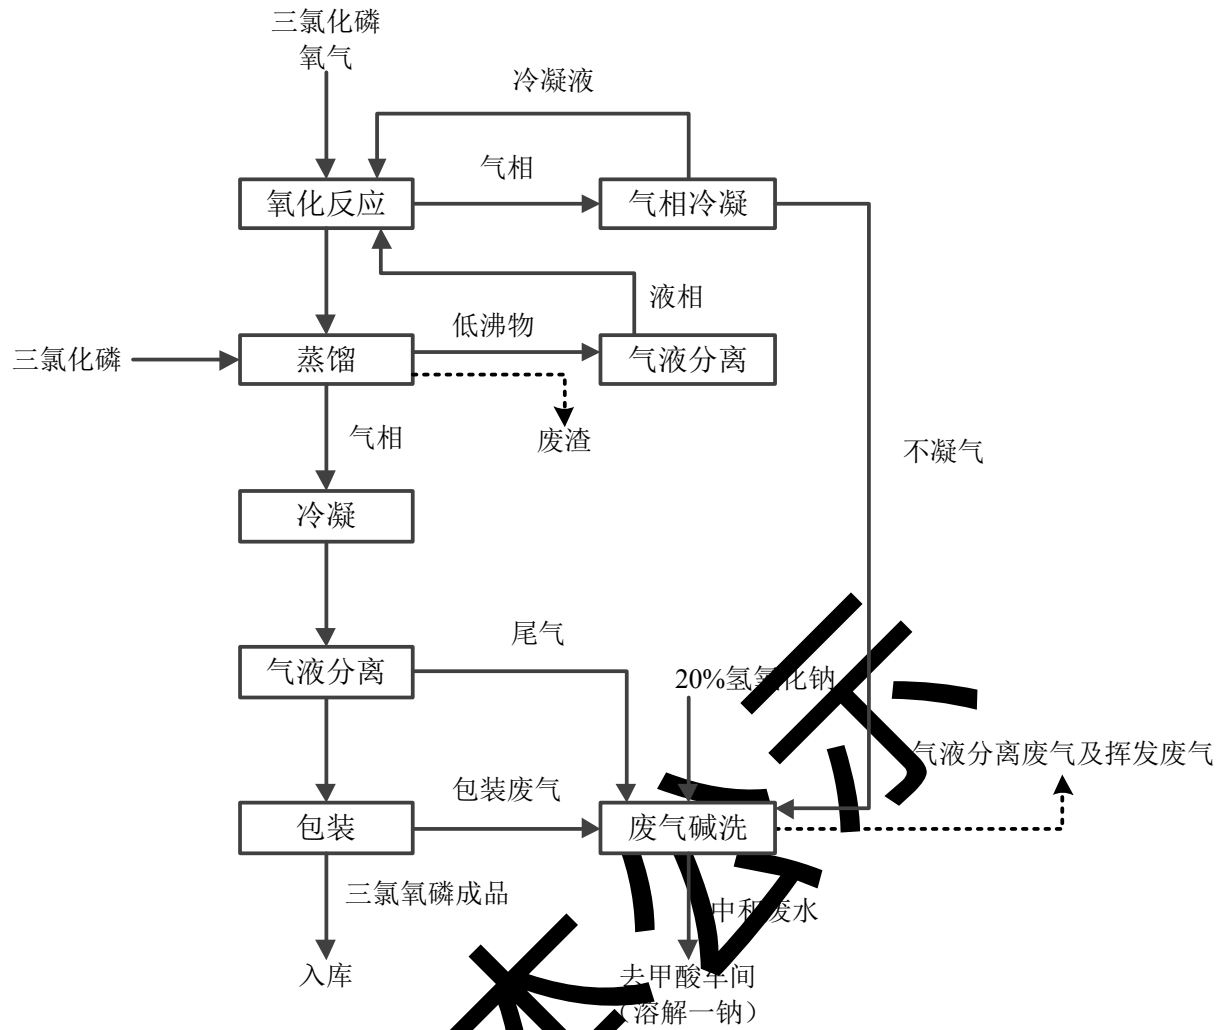 三氯化磷
氧气
冷凝液
气相
氧化反应
气相冷凝
液相
低沸物
三氯化磷
蒸馏
气液分离
废渣
气相
不凝气
冷凝
尾气
气液分离
20%氢氧化钠
气液分离废气及挥发废气
包装废气
包装
废气碱洗
三氯氧磷成品
中和废水
入库
去甲酸车间
（溶解一钠）